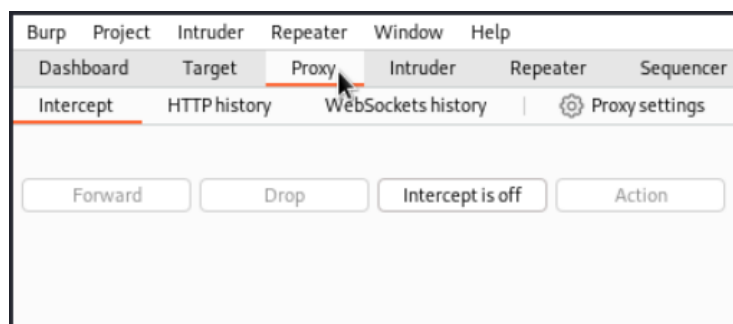 Burp Project Intruder Repeater Window Help
Dashboard Target Proxy Intruder Repeater Sequencer
Intercept HTTP history WebSockets history Proxy settings
Forward Drop Intercept is off Action